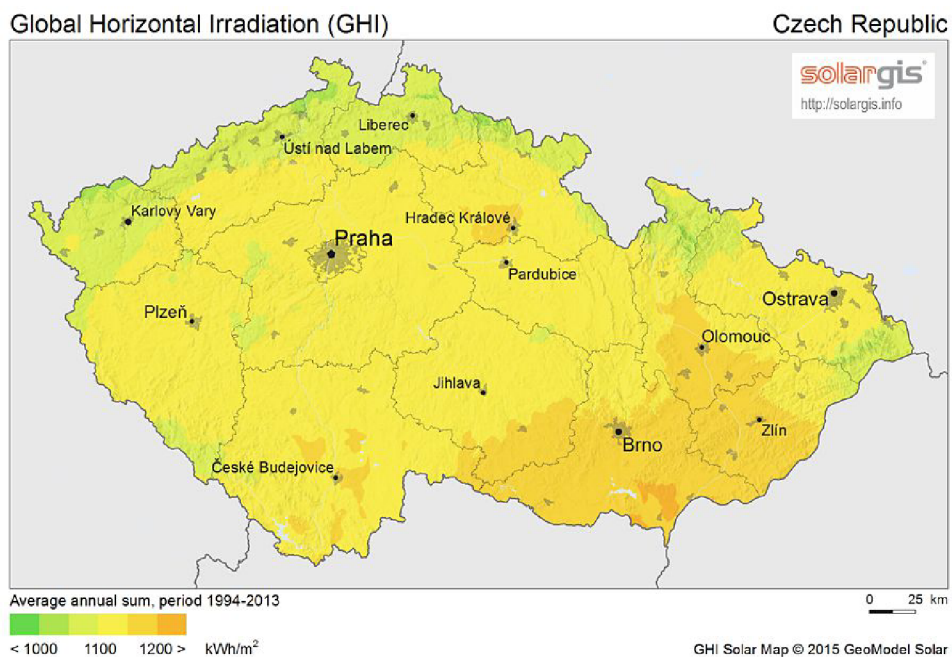 Global Horizontal Irradiation (GHI)
Czech Republic
solargis
http://solargis.info
Liberec
Ústí nad Labem
Karlovy Vary
Hradec Králové
Praha
Pardubice
Ostrava
Plzeň
Olomouc
Jihlava
Zlín
Brno
České Budejovice
Average annual sum, period 1994-2013
0 25 km
< 1000 1100 1200 > kWh/m²
GHI Solar Map © 2015 GeoModel Solar